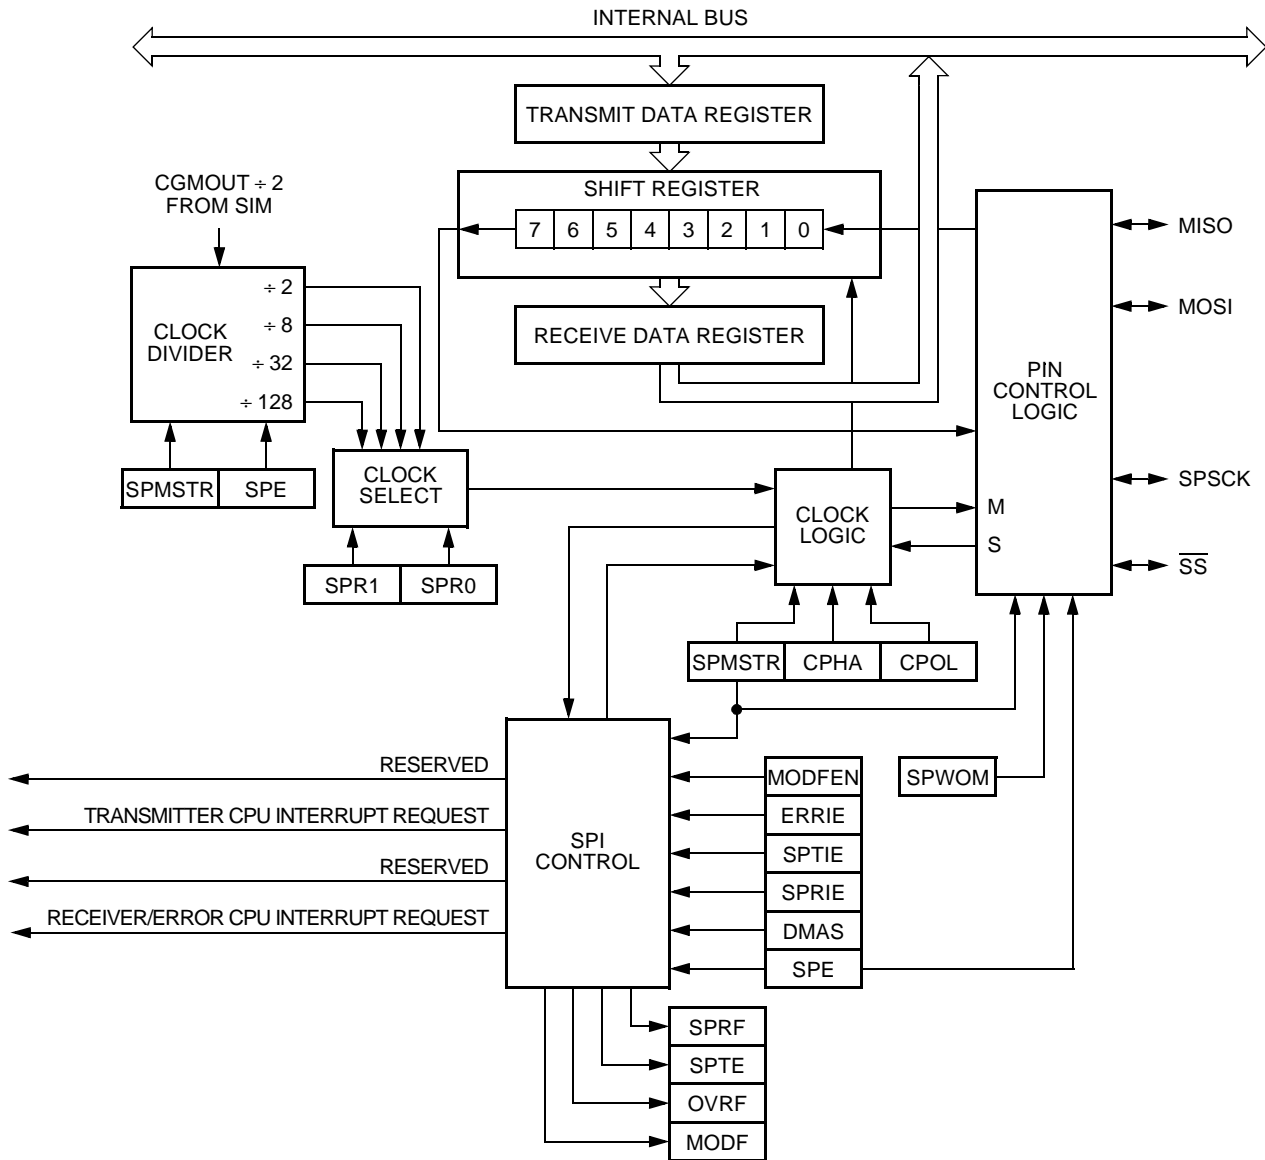 INTERNAL BUS
TRANSMIT DATA REGISTER
SHIFT REGISTER
7 6 5 4 3 2 1 0
RECEIVE DATA REGISTER
CGMOUT ÷ 2
FROM SIM
CLOCK
DIVIDER
÷ 2
÷ 8
÷ 32
÷ 128
SPMSTR SPE
CLOCK
SELECT
SPR1 SPR0
PIN
CONTROL
LOGIC
M
S
MISO
MOSI
SPSCK
SS
CLOCK
LOGIC
SPMSTR CPHA CPOL
RESERVED
TRANSMITTER CPU INTERRUPT REQUEST
RESERVED
RECEIVER/ERROR CPU INTERRUPT REQUEST
SPI
CONTROL
MODFEN
ERRIE
SPTIE
SPRIE
DMAS
SPE
SPWOM
SPRF
SPTE
OVRF
MODF